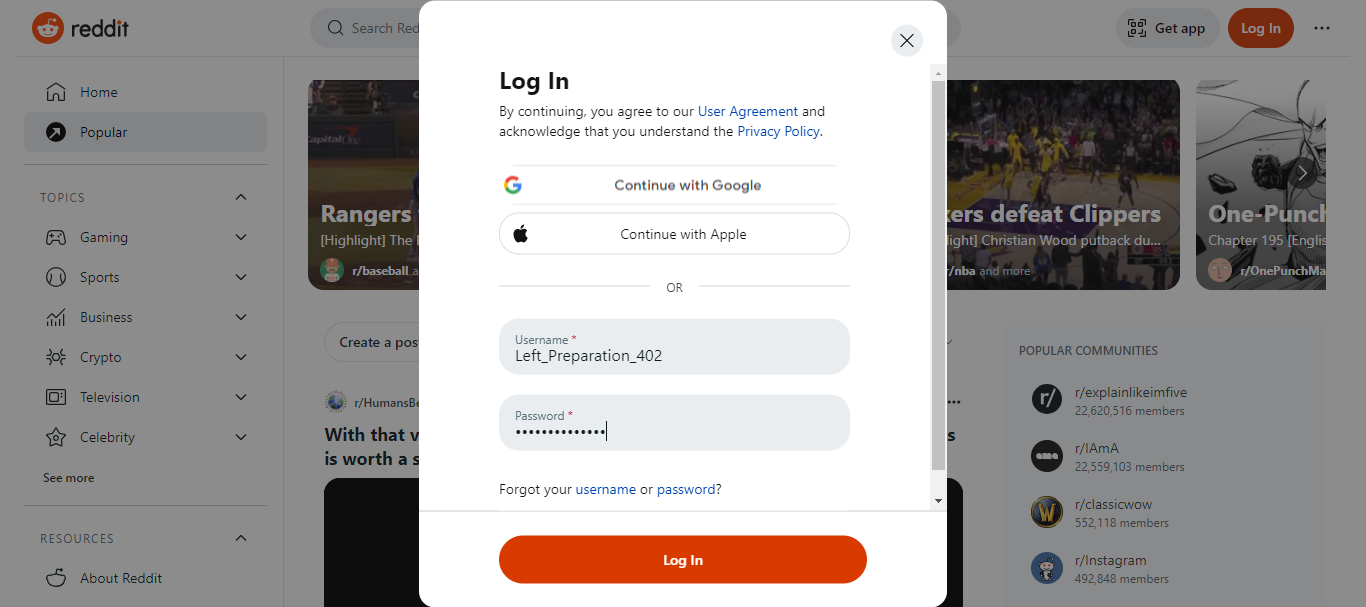 reddit
Search Red
Get app
Log In
Home
Popular
TOPICS
Gaming
Sports
Business
Crypto
Television
Celebrity
See more
RESOURCES
About Reddit
Capital One
Rangers
[Highlight] The
r/baseball
Create a pos
r/HumansBe
With that
is worth a s
Log In
By continuing, you agree to our User Agreement and
acknowledge that you understand the Privacy Policy.
Continue with Google
Continue with Apple
OR
Username *
Left_Preparation_402
Password *
••••••••••••••
Forgot your username or password?
Log In
kers defeat Clippers
light] Christian Wood putback du...
r/nba and more
One-Punch
Chapter 195 [Englis
r/OnePunchMa
s
POPULAR COMMUNITIES
r/explainlikeimfive
22,620,516 members
r/IAmA
22,559,103 members
r/classicwow
552,118 members
r/Instagram
492,848 members